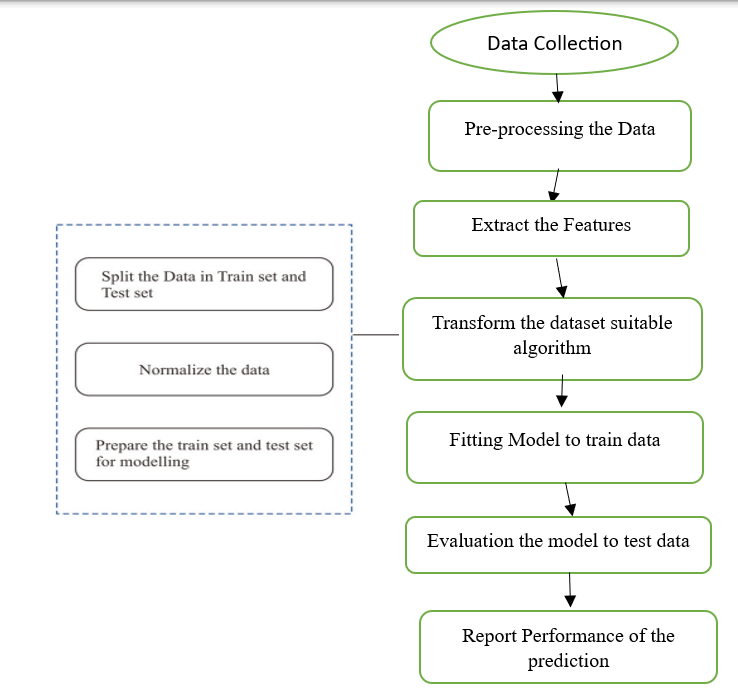 Data Collection
Pre-processing the Data
Extract the Features
Split the Data in Train set and
Test set
Normalize the data
Prepare the train set and test set
for modelling
Transform the dataset suitable
algorithm
Fitting Model to train data
Evaluation the model to test data
Report Performance of the
prediction